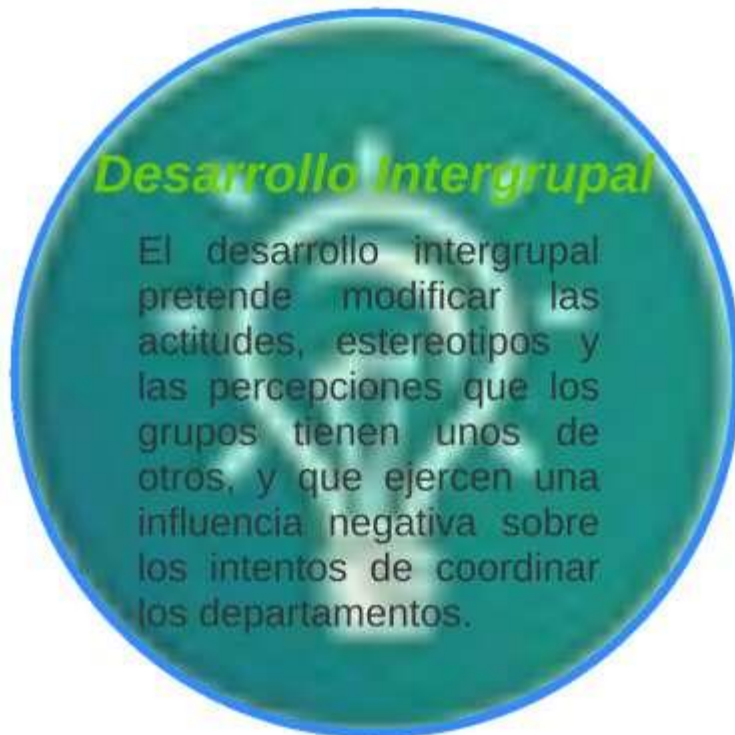 Desarrollo Intergrupal
El desarrollo intergrupal
pretende modificar las
actitudes, estereotipos y
las percepciones que los
grupos tienen unos de
otros, y que ejercen una
influencia negativa sobre
los intentos de coordinar
los departamentos.